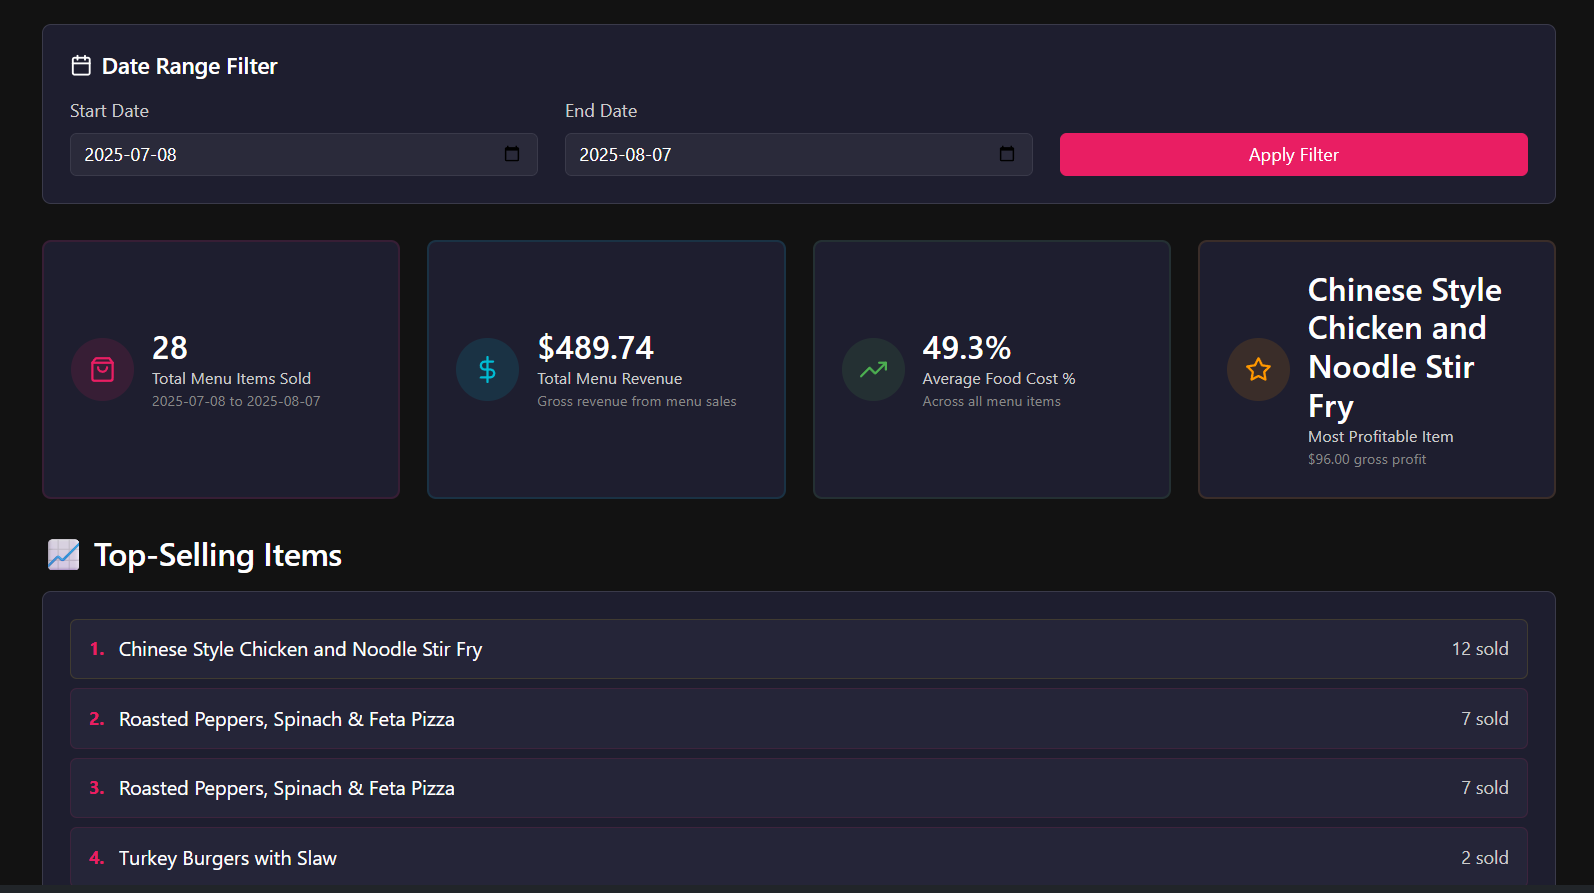 Date Range Filter
Start Date
End Date
2025-07-08
2025-08-07
Apply Filter
28
Total Menu Items Sold
2025-07-08 to 2025-08-07
$489.74
Total Menu Revenue
Gross revenue from menu sales
49.3%
Average Food Cost %
Across all menu items
Chinese Style
Chicken and
Noodle Stir
Fry
Most Profitable Item
$96.00 gross profit
Top-Selling Items
1. Chinese Style Chicken and Noodle Stir Fry 12 sold
2. Roasted Peppers, Spinach & Feta Pizza 7 sold
3. Roasted Peppers, Spinach & Feta Pizza 7 sold
4. Turkey Burgers with Slaw 2 sold